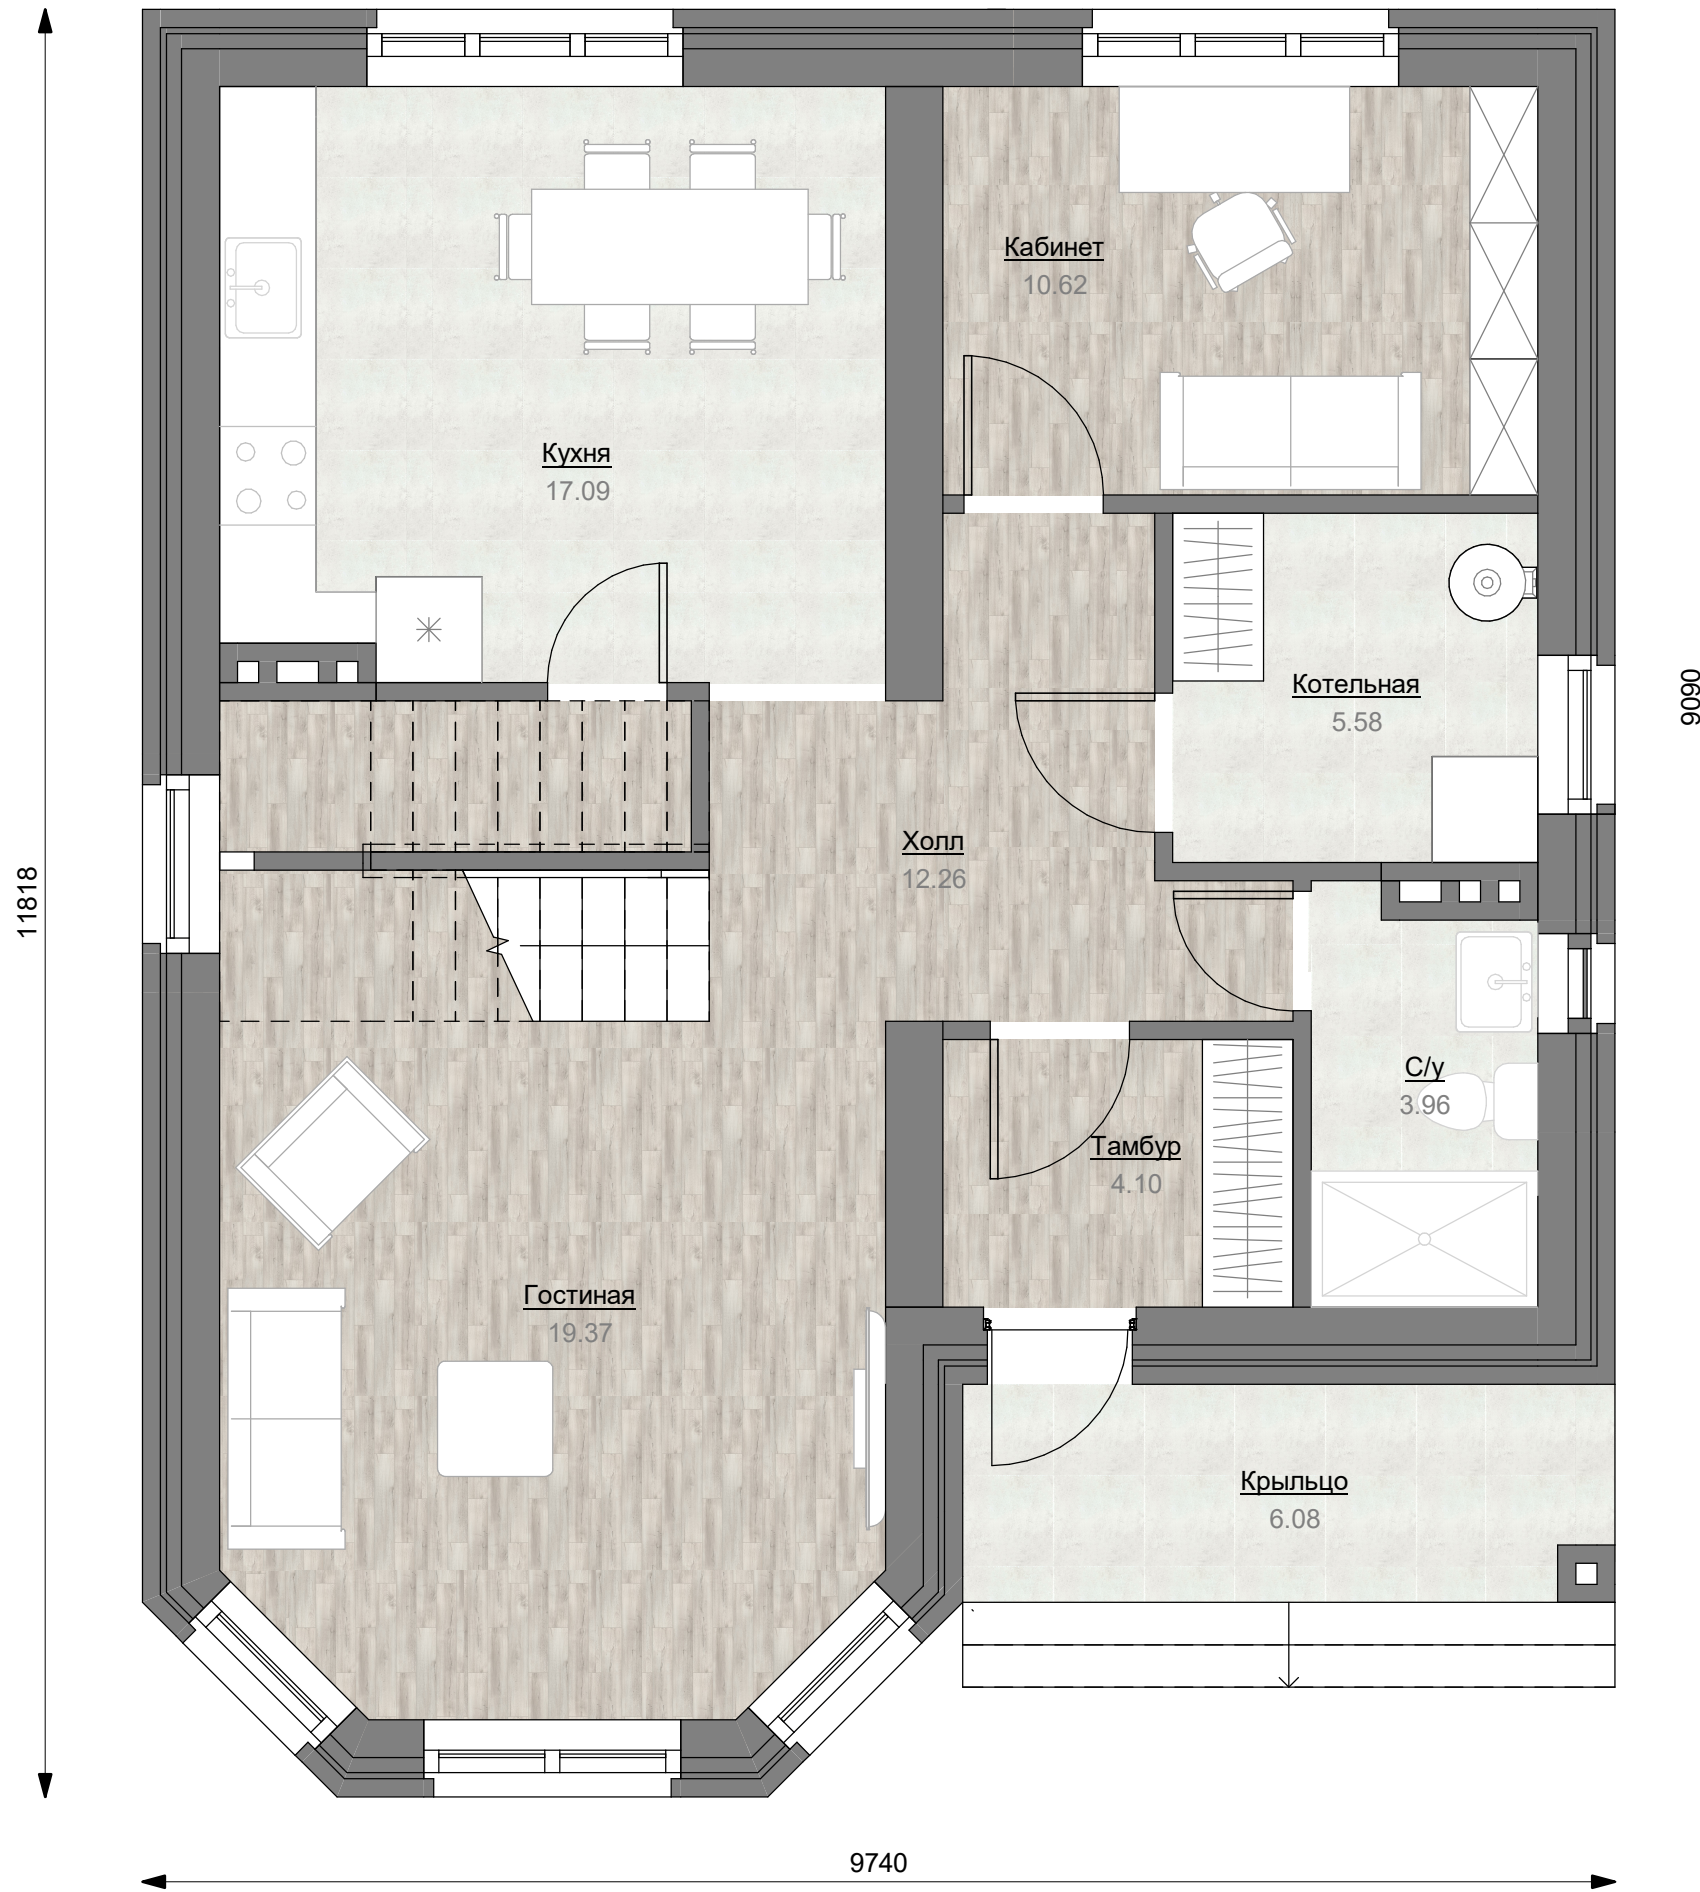 Кабинет
10.62
Кухня
17.09
Котельная
5.58
9090
Холл
12.26
11818
С/у
3.96
Тамбур
4.10
Гостиная
19.37
Крыльцо
6.08
9740